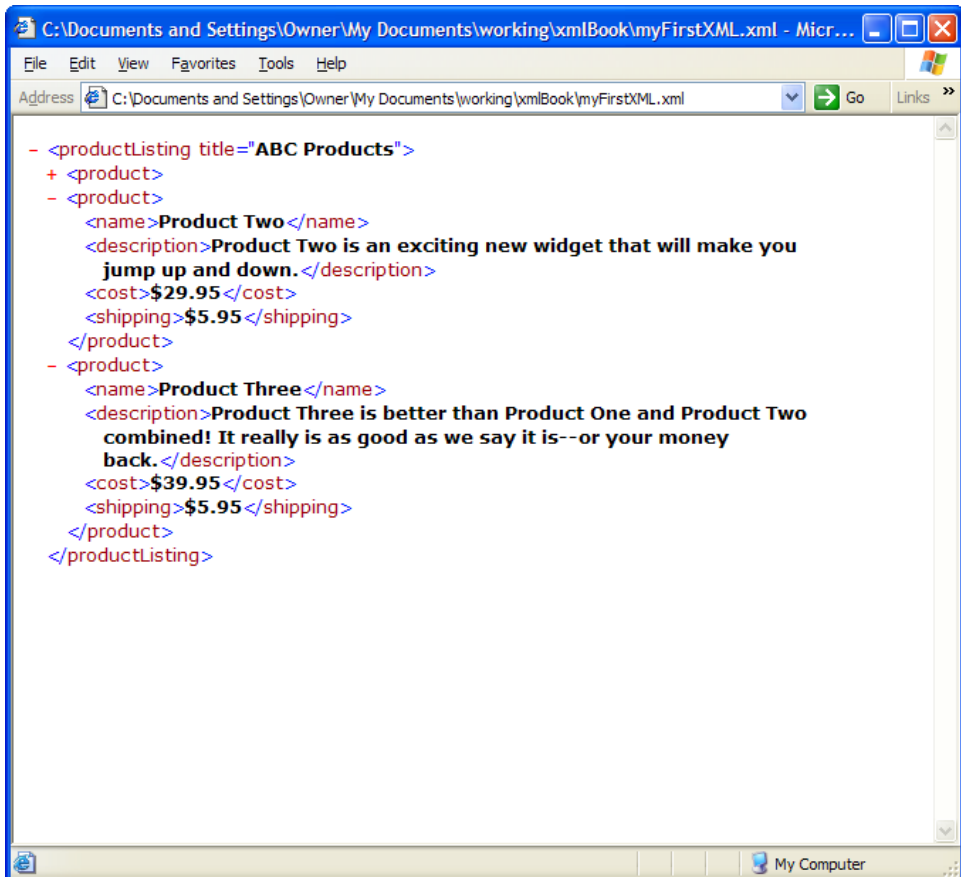 C:\Documents and Settings\Owner\My Documents\working\xmlBook\myFirstXML.xml - Micr...
File Edit View Favorites Tools Help
Address C:\Documents and Settings\Owner\My Documents\working\xmlBook\myFirstXML.xml Go Links »
- <productListing title="ABC Products">
+ <product>
- <product>
<name>Product Two</name>
<description>Product Two is an exciting new widget that will make you
jump up and down.</description>
<cost>$29.95</cost>
<shipping>$5.95</shipping>
</product>
- <product>
<name>Product Three</name>
<description>Product Three is better than Product One and Product Two
combined! It really is as good as we say it is--or your money
back.</description>
<cost>$39.95</cost>
<shipping>$5.95</shipping>
</product>
</productListing>
My Computer